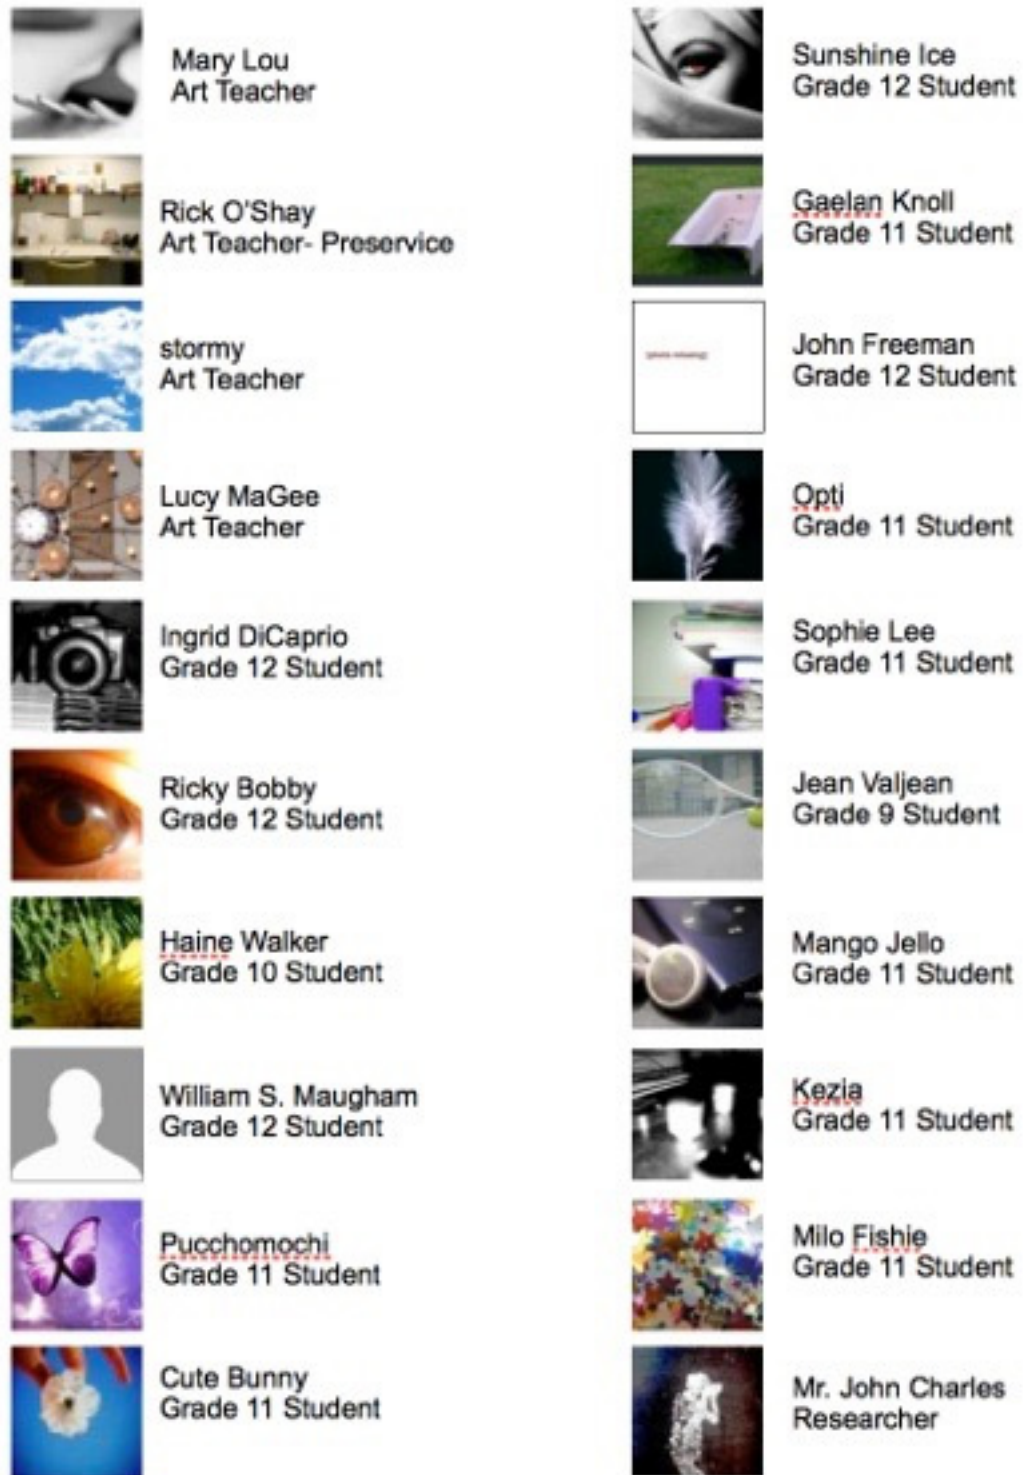 Mary Lou
Art Teacher
Rick O'Shay
Art Teacher- Preservice
stormy
Art Teacher
Lucy MaGee
Art Teacher
Ingrid DiCaprio
Grade 12 Student
Ricky Bobby
Grade 12 Student
Haine Walker
Grade 10 Student
William S. Maugham
Grade 12 Student
Pucchomochi
Grade 11 Student
Cute Bunny
Grade 11 Student
Sunshine Ice
Grade 12 Student
Gaelan Knoll
Grade 11 Student
John Freeman
Grade 12 Student
Opti
Grade 11 Student
Sophie Lee
Grade 11 Student
Jean Valjean
Grade 9 Student
Mango Jello
Grade 11 Student
Kezia
Grade 11 Student
Milo Fishie
Grade 11 Student
Mr. John Charles
Researcher